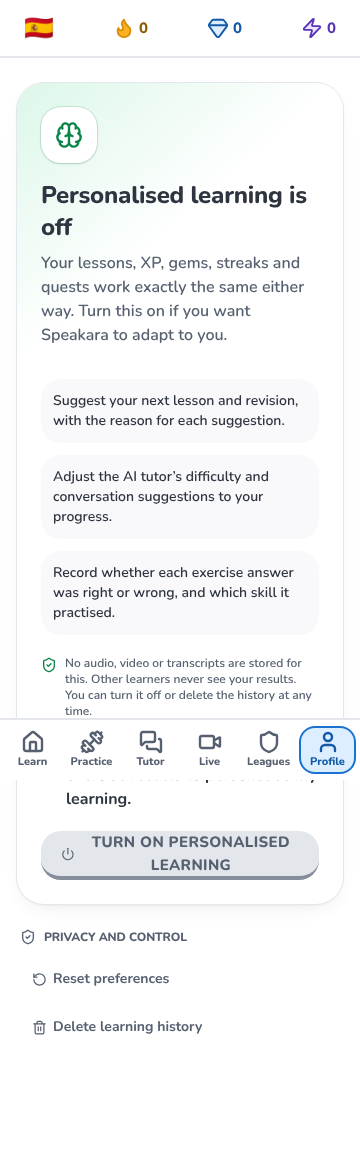 0
0
0
Personalised learning is
off
Your lessons, XP, gems, streaks and
quests work exactly the same either
way. Turn this on if you want
Speakara to adapt to you.
Suggest your next lesson and revision,
with the reason for each suggestion.
Adjust the AI tutor’s difficulty and
conversation suggestions to your
progress.
Record whether each exercise answer
was right or wrong, and which skill it
practised.
No audio, video or transcripts are stored for
this. Other learners never see your results.
You can turn it off or delete the history at any
time.
Learn
Practice
Tutor
Live
Leagues
Profile
learning.
TURN ON PERSONALISED
LEARNING
PRIVACY AND CONTROL
Reset preferences
Delete learning history